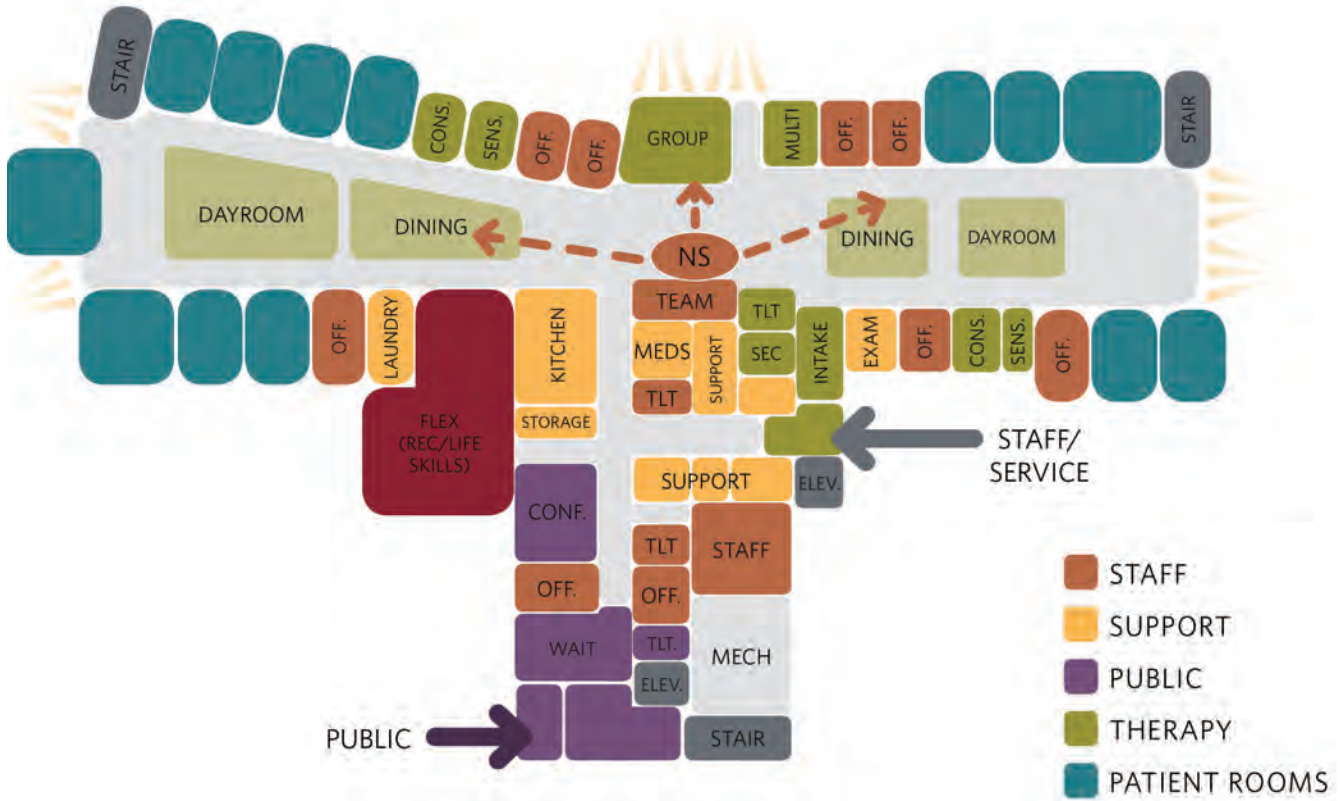 STAIR
CONS.
SENS.
OFF.
OFF.
GROUP
MULTI
OFF.
OFF.
STAIR
DAYROOM
DINING
NS
DINING
DAYROOM
OFF.
LAUNDRY
FLEX
(REC/LIFE
SKILLS)
KITCHEN
STORAGE
TEAM
MEDS
SUPPORT
TLT
TLT
SEC
INTAKE
EXAM
OFF.
CONS.
SENS.
OFF.
STAFF/
SERVICE
SUPPORT
ELEV.
CONF.
TLT
STAFF
OFF.
OFF.
WAIT
TLT.
MECH
ELEV.
PUBLIC
STAIR
STAFF
SUPPORT
PUBLIC
THERAPY
PATIENT ROOMS